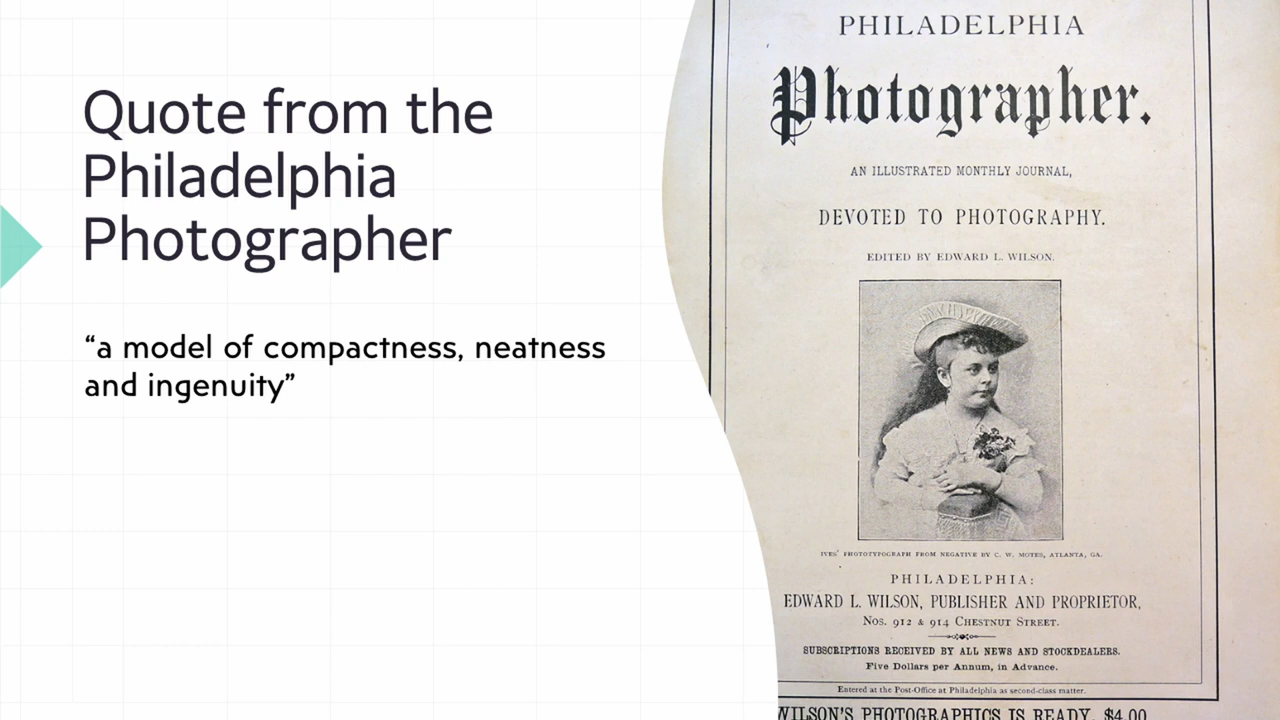 Quote from the
Philadelphia
Photographer
“a model of compactness, neatness
and ingenuity”
PHILADELPHIA
Photographer.
AN ILLUSTRATED MONTHLY JOURNAL,
DEVOTED TO PHOTOGRAPHY.
EDITED BY EDWARD L. WILSON.
IVES' PHOTOTYPOGRAPH FROM NEGATIVE BY C. W. MOTES, ATLANTA, GA.
PHILADELPHIA:
EDWARD L. WILSON, PUBLISHER AND PROPRIETOR,
Nos. 912 & 914 Chestnut Street.
SUBSCRIPTIONS RECEIVED BY ALL NEWS AND STOCKDEALERS.
Five Dollars per Annum, in Advance.
Entered at the Post-Office at Philadelphia as second-class matter.
WILSON'S PHOTOGRAPHICS IS READY. $4.00